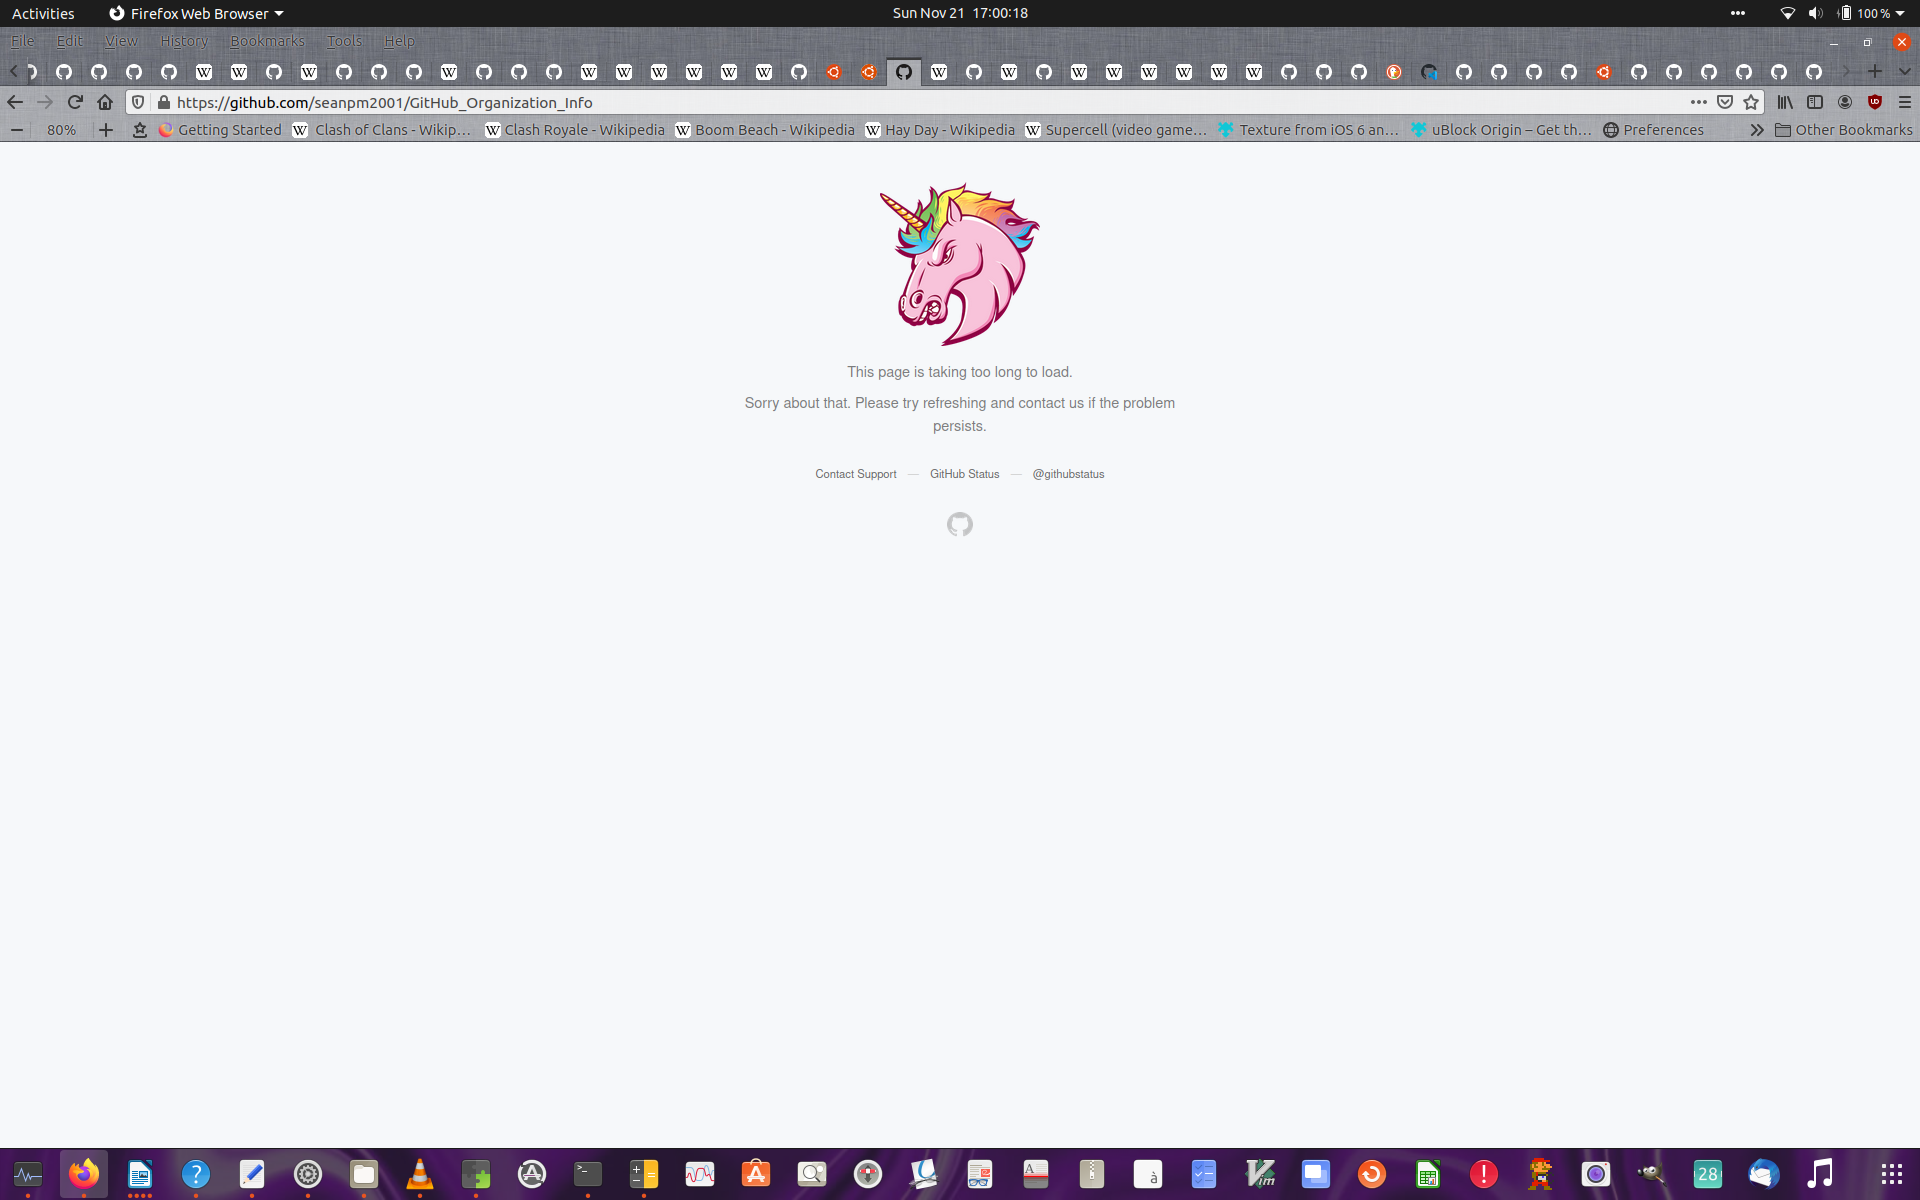 Activities Firefox Web Browser Sun Nov 21 17:00:18 100 %
File Edit View History Bookmarks Tools Help
https://github.com/seanpm2001/GitHub_Organization_Info
80% Getting Started Clash of Clans - Wikip… Clash Royale - Wikipedia Boom Beach - Wikipedia Hay Day - Wikipedia Supercell (video game… Texture from iOS 6 an… uBlock Origin – Get th… Preferences Other Bookmarks
This page is taking too long to load.
Sorry about that. Please try refreshing and contact us if the problem
persists.
Contact Support — GitHub Status — @githubstatus
28